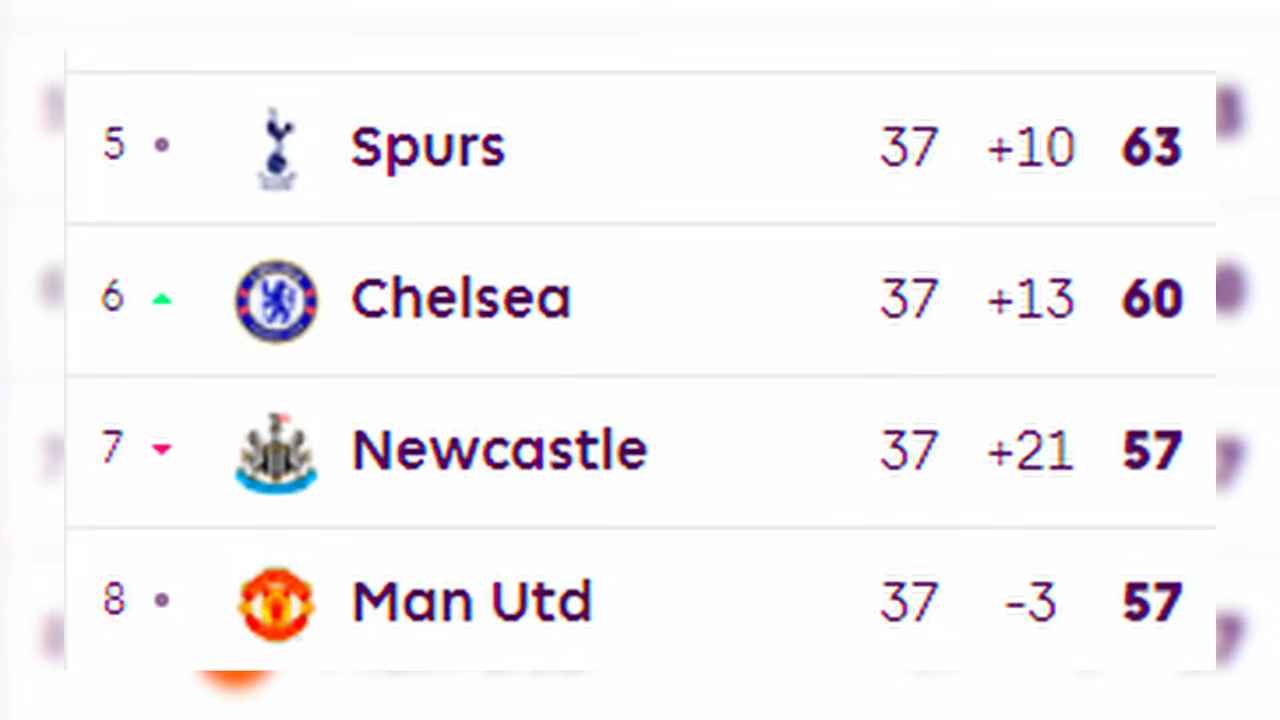 5 Spurs 37 +10 63
6 Chelsea 37 +13 60
7 Newcastle 37 +21 57
8 Man Utd 37 -3 57